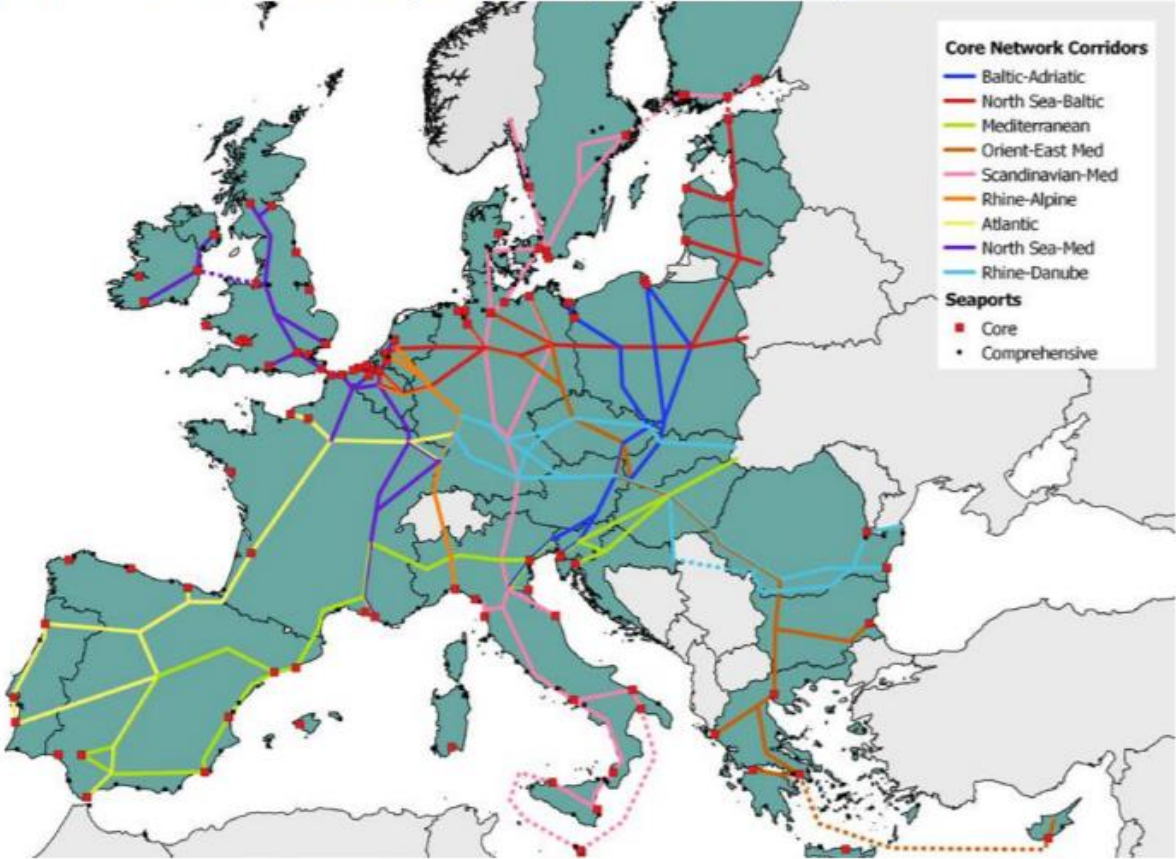 Core Network Corridors
Baltic-Adriatic
North Sea-Baltic
Mediterranean
Orient-East Med
Scandinavian-Med
Rhine-Alpine
Atlantic
North Sea-Med
Rhine-Danube
Seaports
Core
Comprehensive